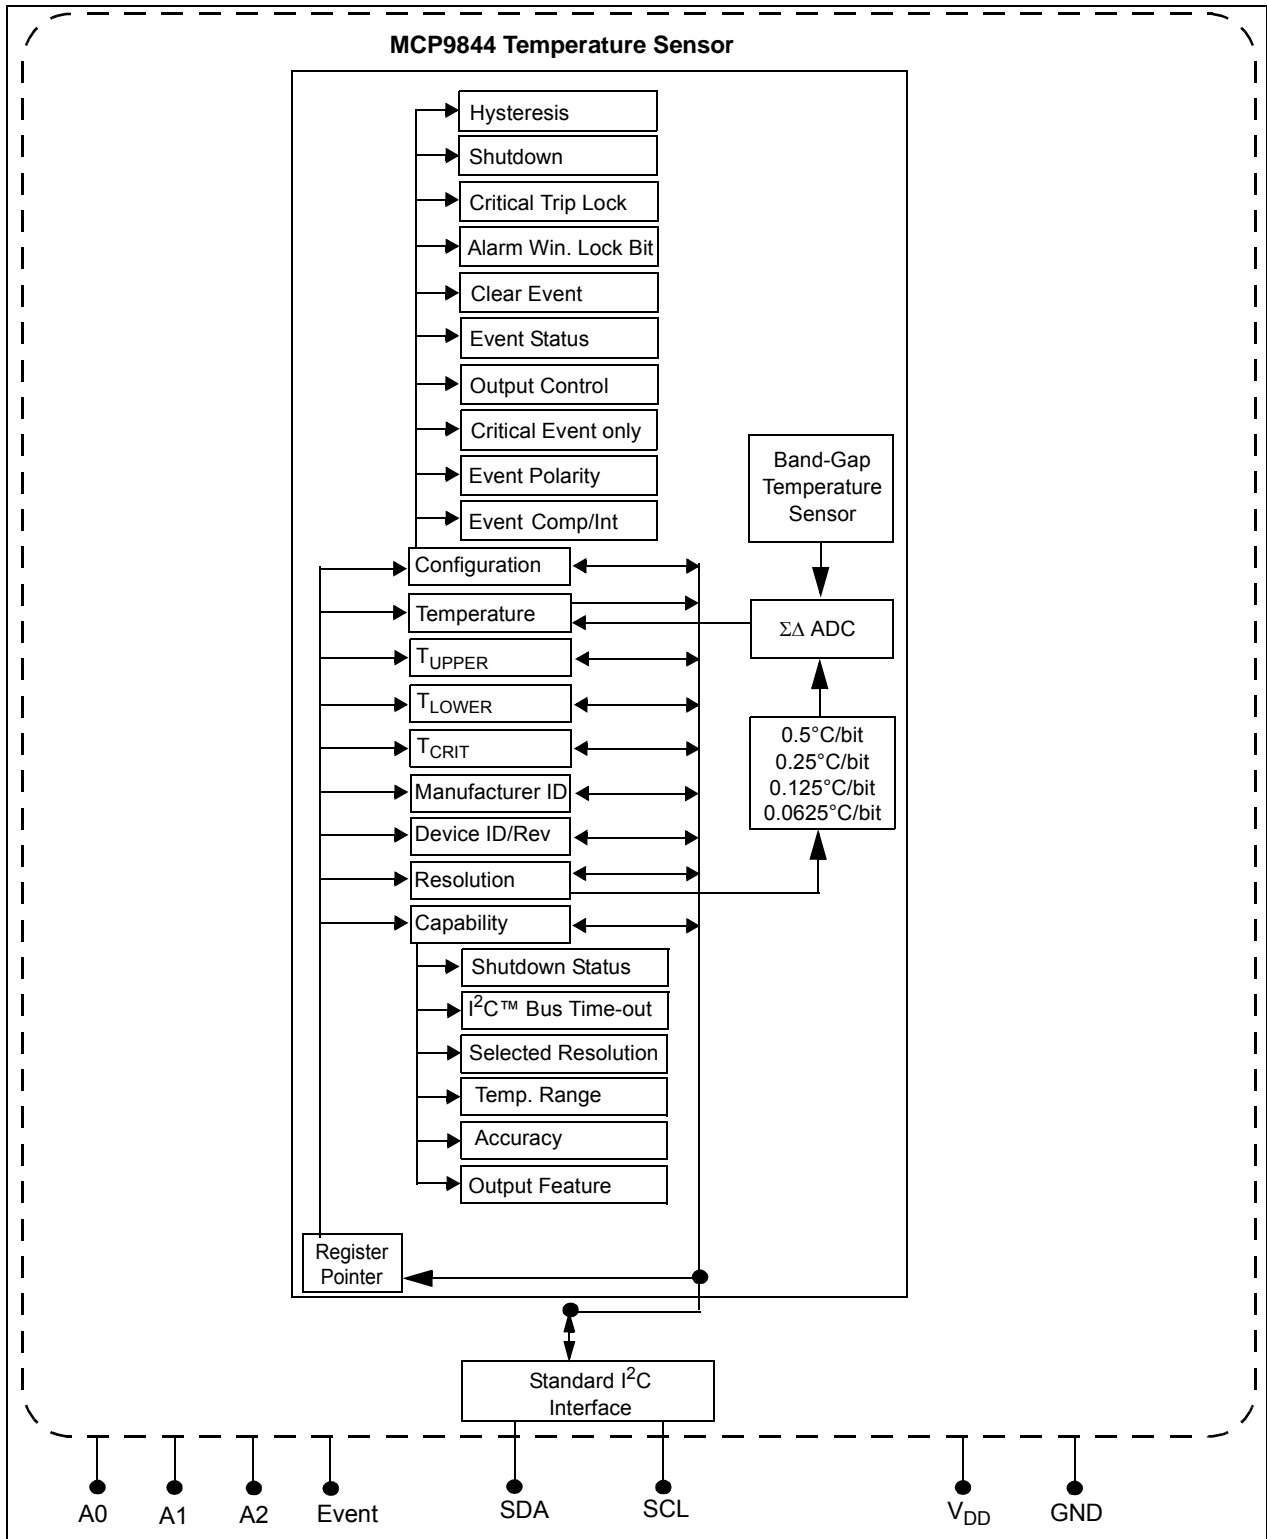 MCP9844 Temperature Sensor
Hysteresis
Shutdown
Critical Trip Lock
Alarm Win. Lock Bit
Clear Event
Event Status
Output Control
Critical Event only
Event Polarity
Event Comp/Int
Configuration
Temperature
TUPPER
TLOWER
TCRIT
Manufacturer ID
Device ID/Rev
Resolution
Capability
Shutdown Status
I2C™ Bus Time-out
Selected Resolution
Temp. Range
Accuracy
Output Feature
Band-Gap
Temperature
Sensor
ΣΔ ADC
0.5°C/bit
0.25°C/bit
0.125°C/bit
0.0625°C/bit
Register
Pointer
Standard I2C
Interface
A0
A1
A2
Event
SDA
SCL
VDD
GND